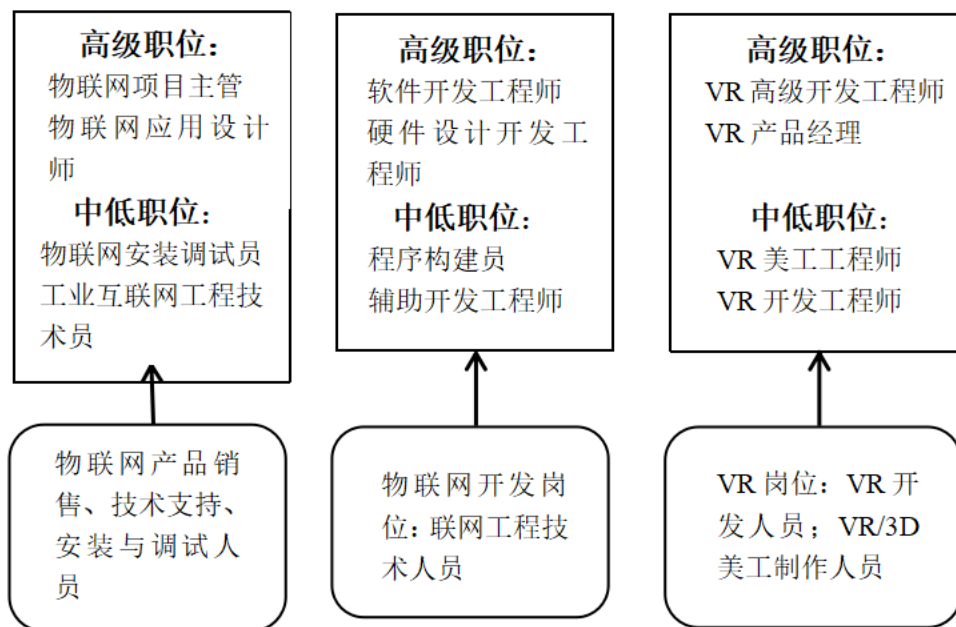 高级职位：
物联网项目主管
物联网应用设计
师
中低职位：
物联网安装调试员
工业互联网工程技
术员
高级职位：
软件开发工程师
硬件设计开发工
程师
中低职位：
程序构建员
辅助开发工程师
高级职位：
VR 高级开发工程师
VR 产品经理
中低职位：
VR 美工工程师
VR 开发工程师
物联网产品销
售、技术支持、
安装与调试人
员
物联网开发岗
位：联网工程技
术人员
VR 岗位：VR 开
发人员；VR/3D
美工制作人员